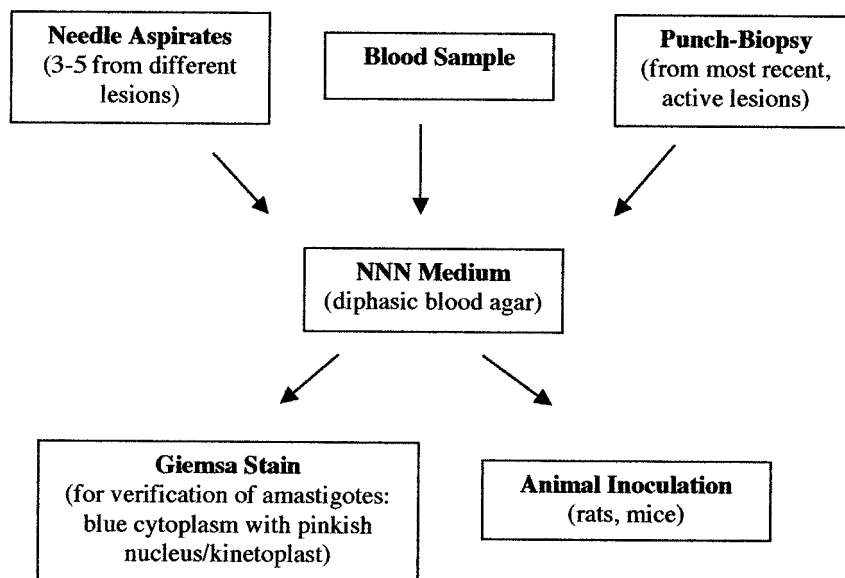 Needle Aspirates
(3-5 from different
lesions)
Blood Sample
Punch-Biopsy
(from most recent,
active lesions)
NNN Medium
(diphasic blood agar)
Giemsa Stain
(for verification of amastigotes:
blue cytoplasm with pinkish
nucleus/kinetoplast)
Animal Inoculation
(rats, mice)